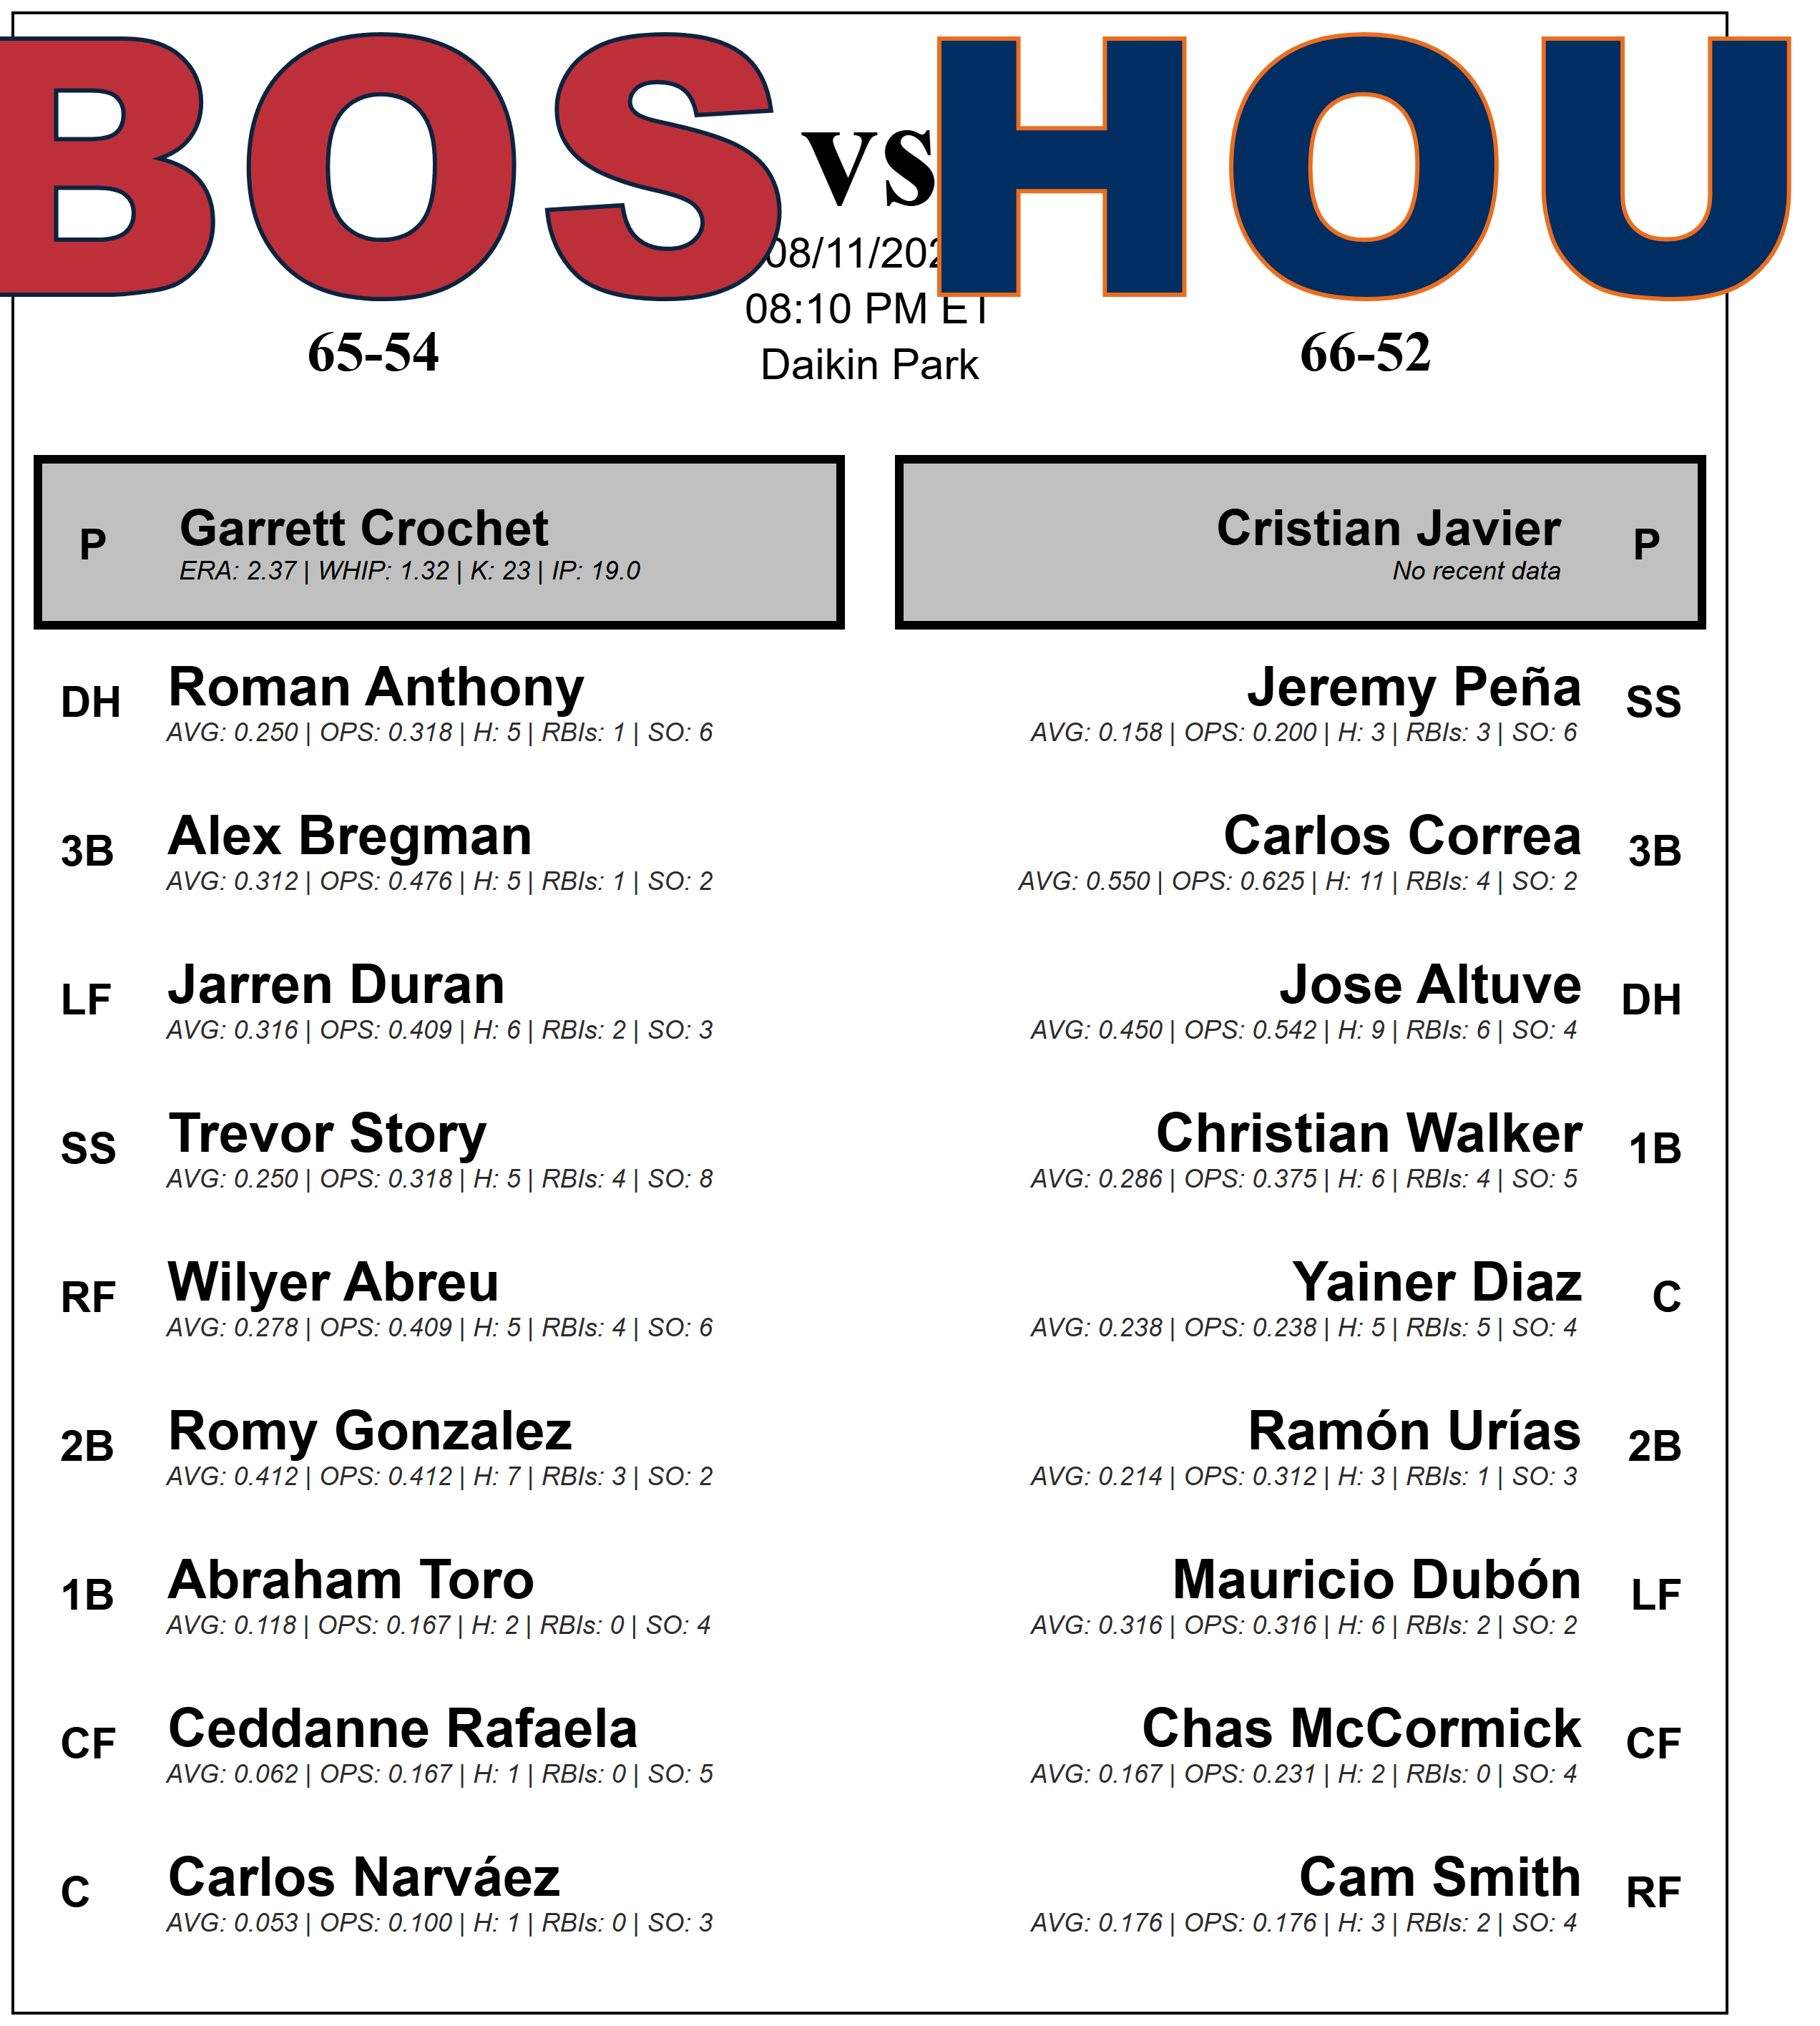 BOS vs HOU
08/11/202
08:10 PM ET
65-54 Daikin Park 66-52
P Garrett Crochet
ERA: 2.37 | WHIP: 1.32 | K: 23 | IP: 19.0
Cristian Javier P
No recent data
DH Roman Anthony
AVG: 0.250 | OPS: 0.318 | H: 5 | RBIs: 1 | SO: 6
Jeremy Peña SS
AVG: 0.158 | OPS: 0.200 | H: 3 | RBIs: 3 | SO: 6
3B Alex Bregman
AVG: 0.312 | OPS: 0.476 | H: 5 | RBIs: 1 | SO: 2
Carlos Correa 3B
AVG: 0.550 | OPS: 0.625 | H: 11 | RBIs: 4 | SO: 2
LF Jarren Duran
AVG: 0.316 | OPS: 0.409 | H: 6 | RBIs: 2 | SO: 3
Jose Altuve DH
AVG: 0.450 | OPS: 0.542 | H: 9 | RBIs: 6 | SO: 4
SS Trevor Story
AVG: 0.250 | OPS: 0.318 | H: 5 | RBIs: 4 | SO: 8
Christian Walker 1B
AVG: 0.286 | OPS: 0.375 | H: 6 | RBIs: 4 | SO: 5
RF Wilyer Abreu
AVG: 0.278 | OPS: 0.409 | H: 5 | RBIs: 4 | SO: 6
Yainer Diaz C
AVG: 0.238 | OPS: 0.238 | H: 5 | RBIs: 5 | SO: 4
2B Romy Gonzalez
AVG: 0.412 | OPS: 0.412 | H: 7 | RBIs: 3 | SO: 2
Ramón Urías 2B
AVG: 0.214 | OPS: 0.312 | H: 3 | RBIs: 1 | SO: 3
1B Abraham Toro
AVG: 0.118 | OPS: 0.167 | H: 2 | RBIs: 0 | SO: 4
Mauricio Dubón LF
AVG: 0.316 | OPS: 0.316 | H: 6 | RBIs: 2 | SO: 2
CF Ceddanne Rafaela
AVG: 0.062 | OPS: 0.167 | H: 1 | RBIs: 0 | SO: 5
Chas McCormick CF
AVG: 0.167 | OPS: 0.231 | H: 2 | RBIs: 0 | SO: 4
C Carlos Narváez
AVG: 0.053 | OPS: 0.100 | H: 1 | RBIs: 0 | SO: 3
Cam Smith RF
AVG: 0.176 | OPS: 0.176 | H: 3 | RBIs: 2 | SO: 4